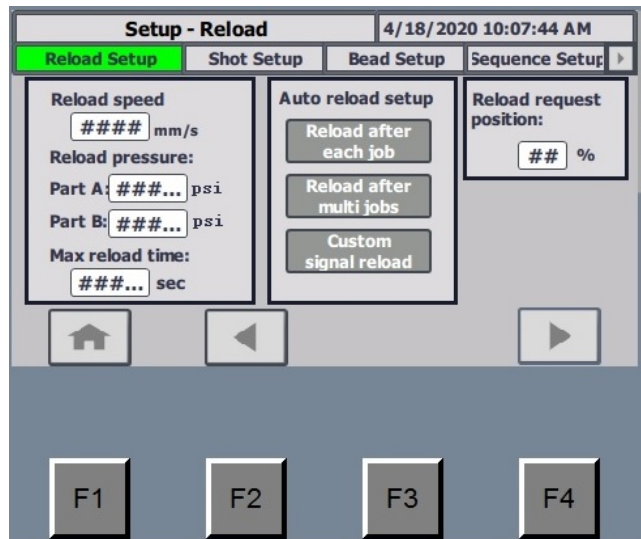 Setup - Reload
4/18/2020 10:07:44 AM
Reload Setup
Shot Setup
Bead Setup
Sequence Setup
Reload speed
#### mm/s
Reload pressure:
Part A: ###... psi
Part B: ###... psi
Max reload time:
###... sec
Auto reload setup
Reload after
each job
Reload after
multi jobs
Custom
signal reload
Reload request
position:
## %
F1
F2
F3
F4